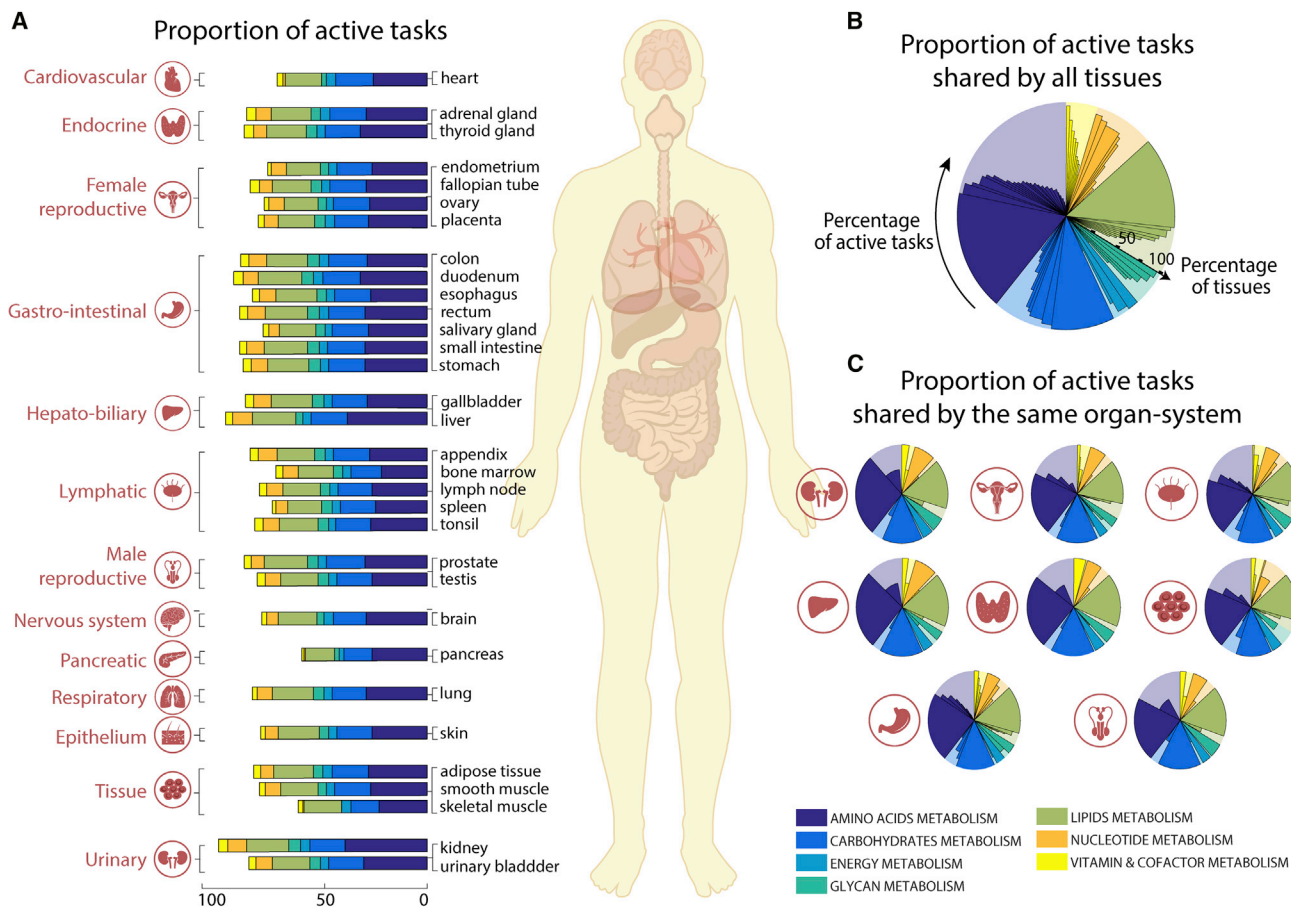 A
Proportion of active tasks
Cardiovascular
heart
Endocrine
adrenal gland
thyroid gland
Female
reproductive
endometrium
fallopian tube
ovary
placenta
Gastro-intestinal
colon
duodenum
esophagus
rectum
salivary gland
small intestine
stomach
Hepato-biliary
gallbladder
liver
Lymphatic
appendix
bone marrow
lymph node
spleen
tonsil
Male
reproductive
prostate
testis
Nervous system
brain
Pancreatic
pancreas
Respiratory
lung
Epithelium
skin
Tissue
adipose tissue
smooth muscle
skeletal muscle
Urinary
kidney
urinary bladdder
100
50
0
B
Proportion of active tasks
shared by all tissues
Percentage
of active tasks
50
100
Percentage
of tissues
C
Proportion of active tasks
shared by the same organ-system
AMINO ACIDS METABOLISM
CARBOHYDRATES METABOLISM
ENERGY METABOLISM
GLYCAN METABOLISM
LIPIDS METABOLISM
NUCLEOTIDE METABOLISM
VITAMIN & COFACTOR METABOLISM